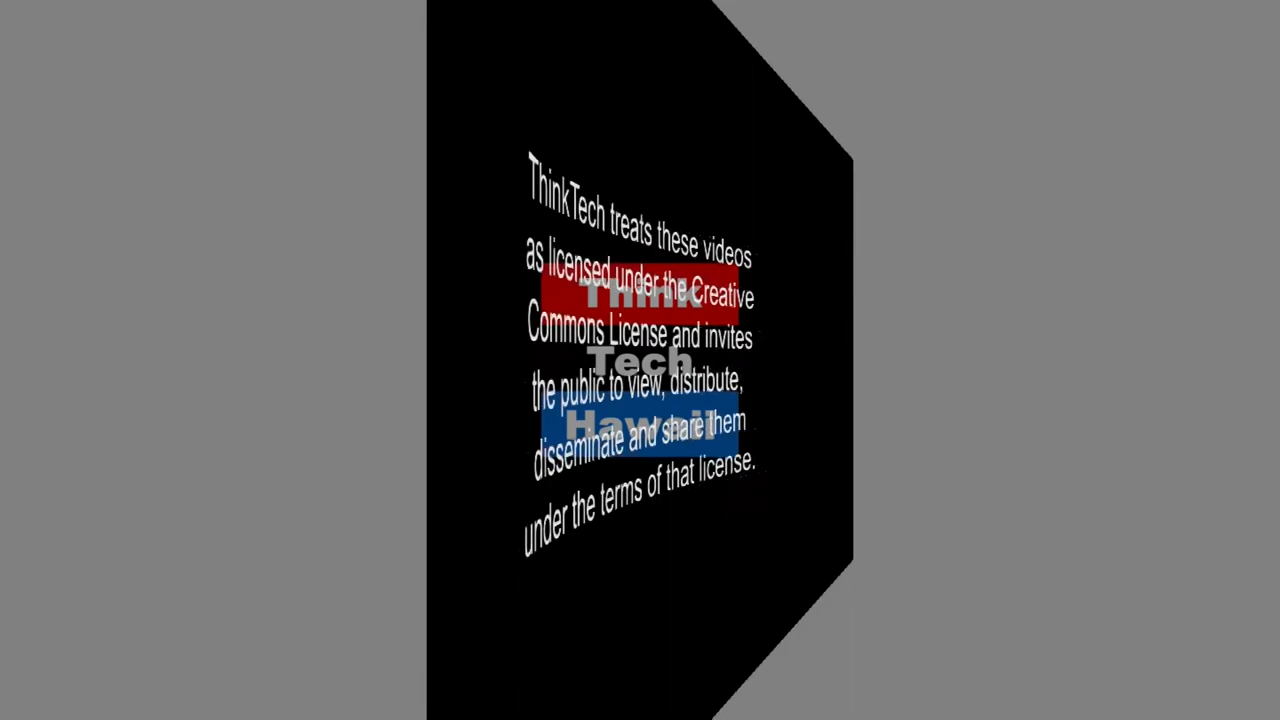 ThinkTech treats these videos
as licensed under the Creative
Commons License and invites
the public to view, distribute,
disseminate and share them
under the terms of that license.
Think
Tech
Hawaii